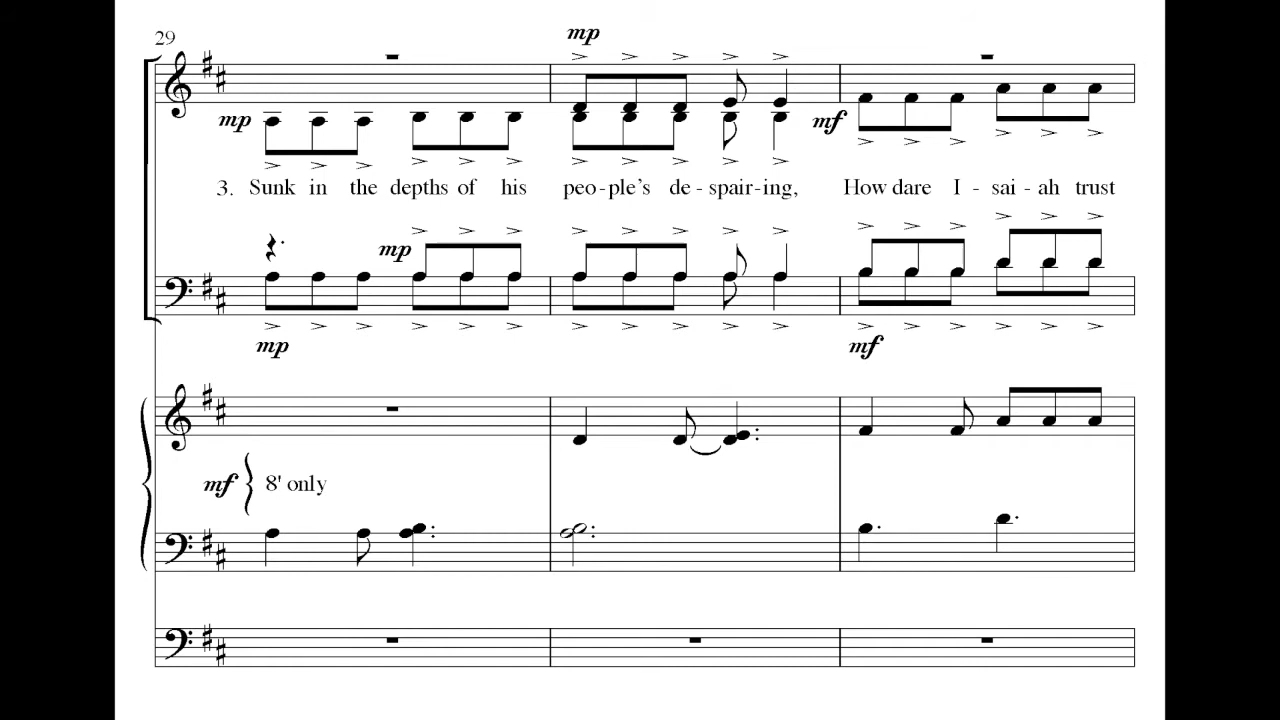 29
mp
mp
mf
3. Sunk in the depths of his peo - ple's de - spair - ing, How dare I - sai - ah trust
mp
mp
mf
mf 8' only